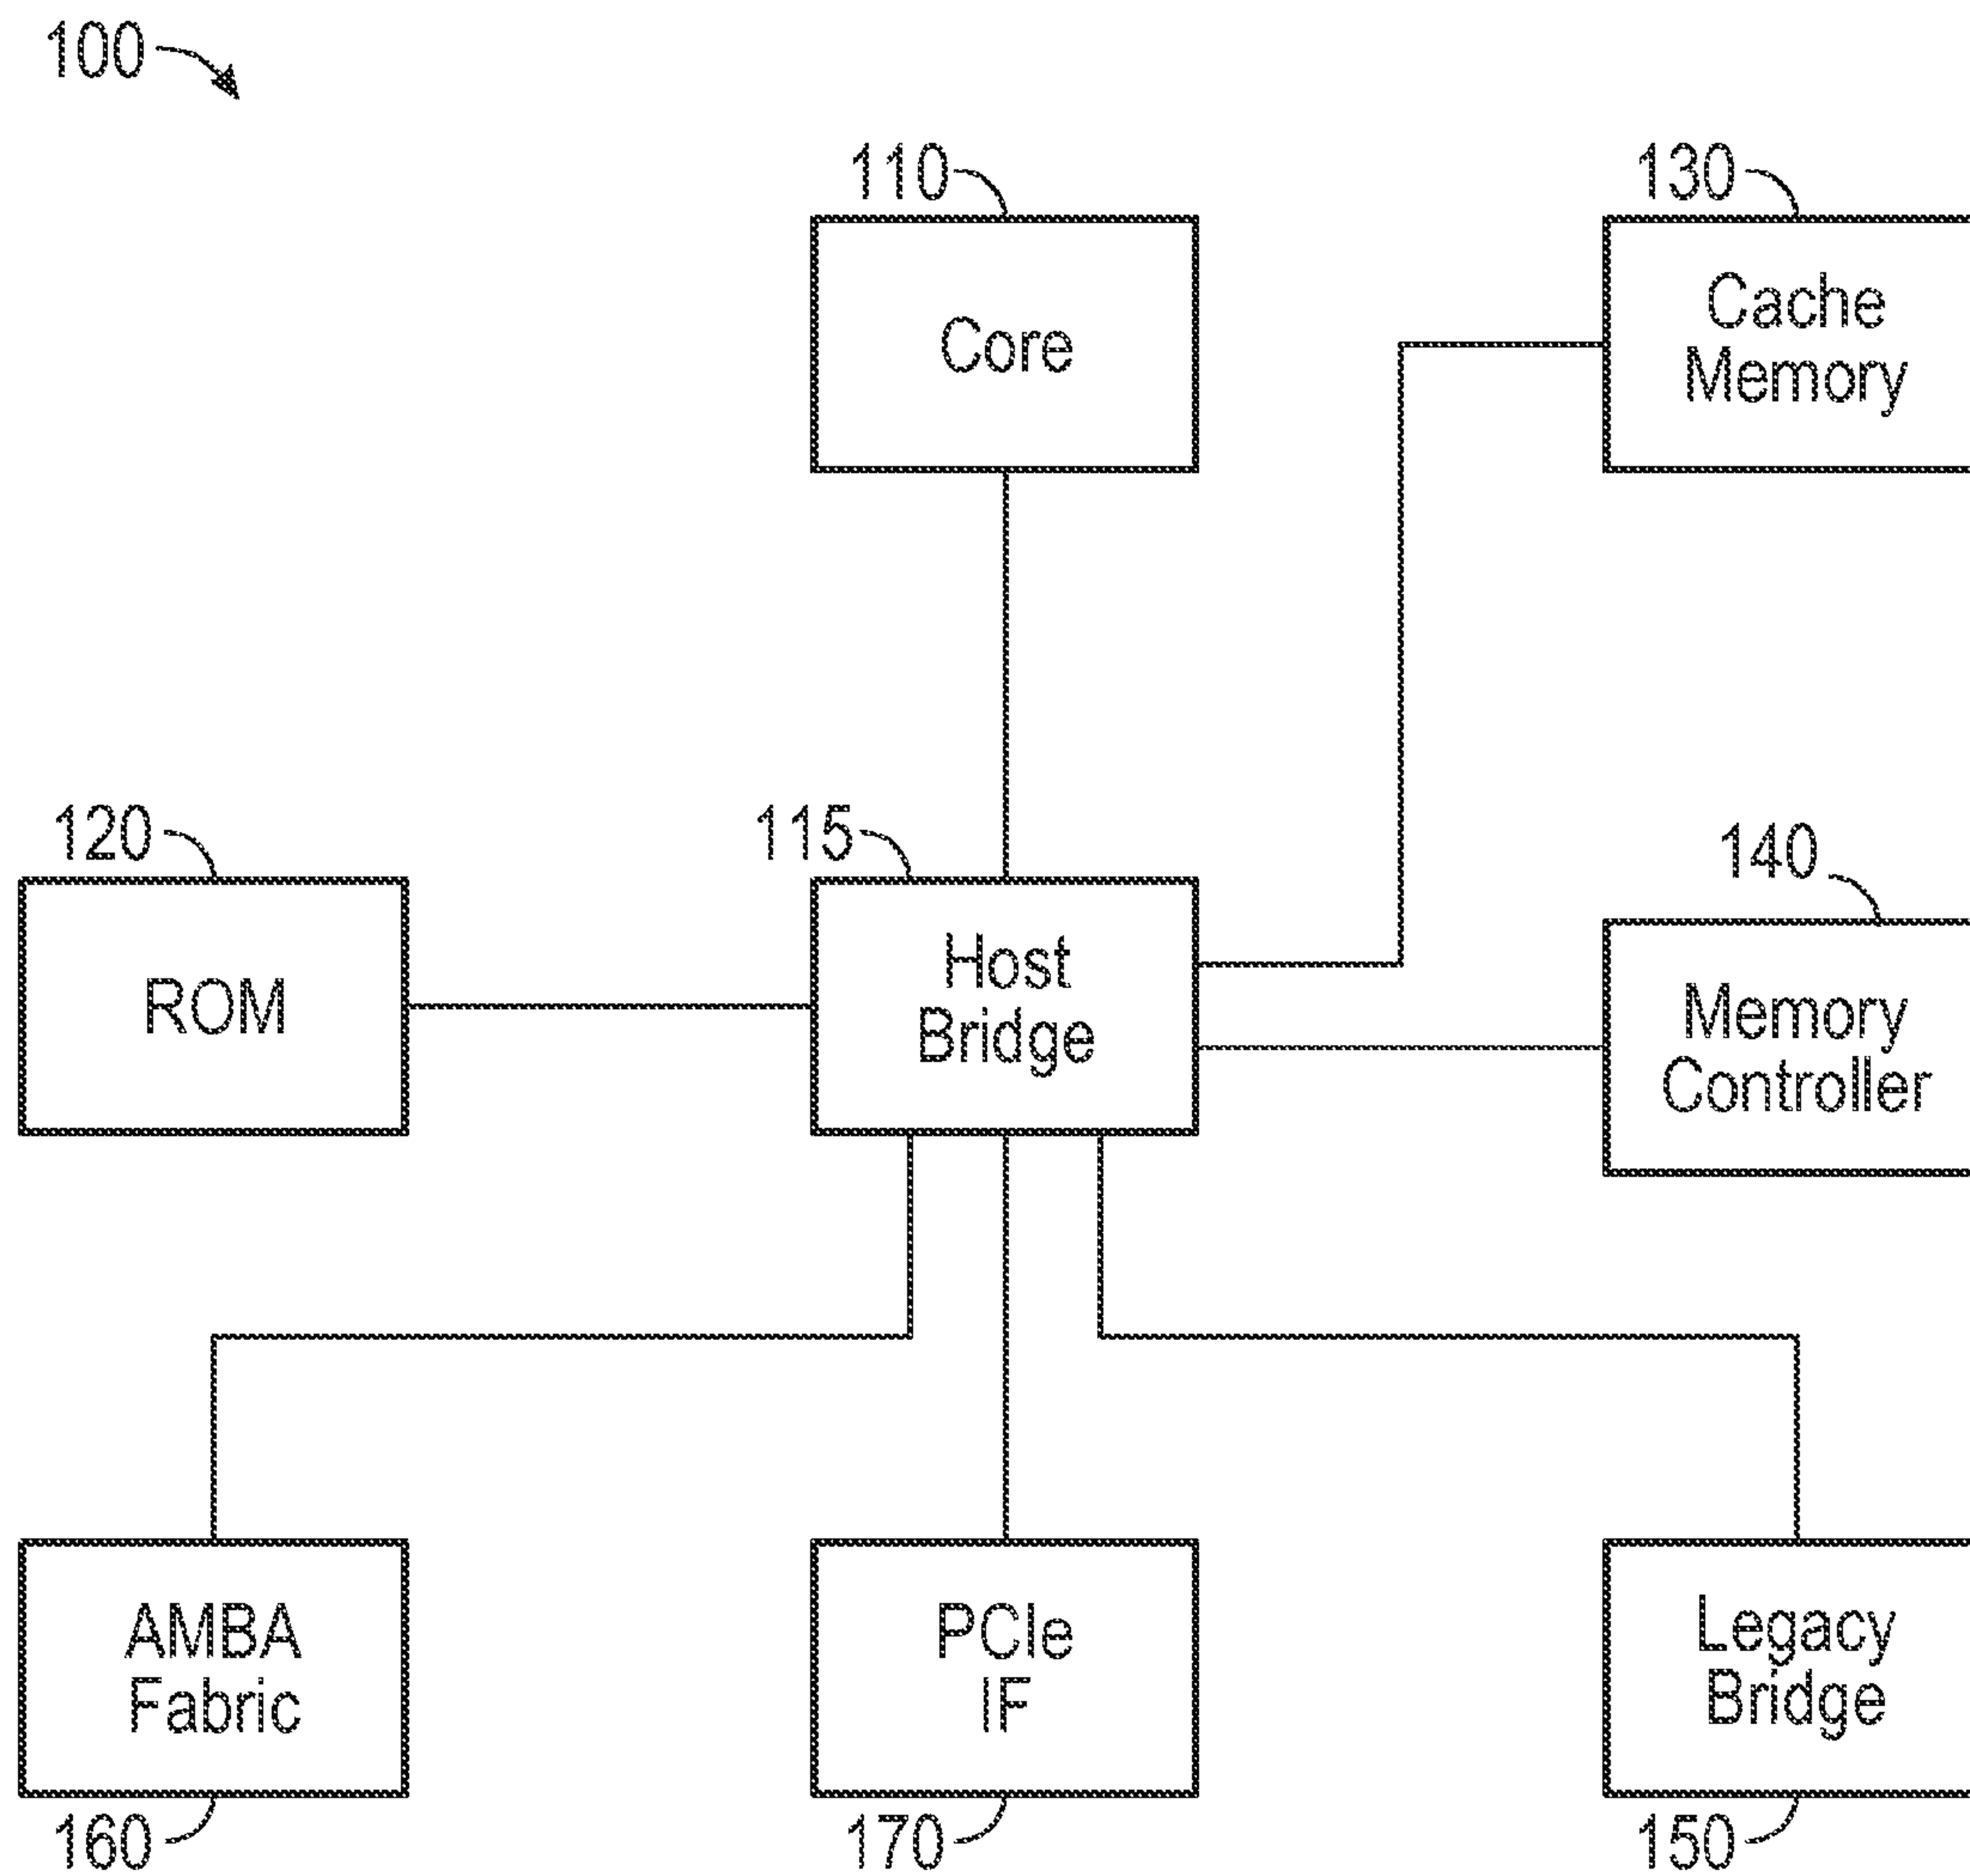 100
110
130
Core
Cache
Memory
120
115
140
ROM
Host
Bridge
Memory
Controller
AMBA
Fabric
PCIe
IF
Legacy
Bridge
160
170
150